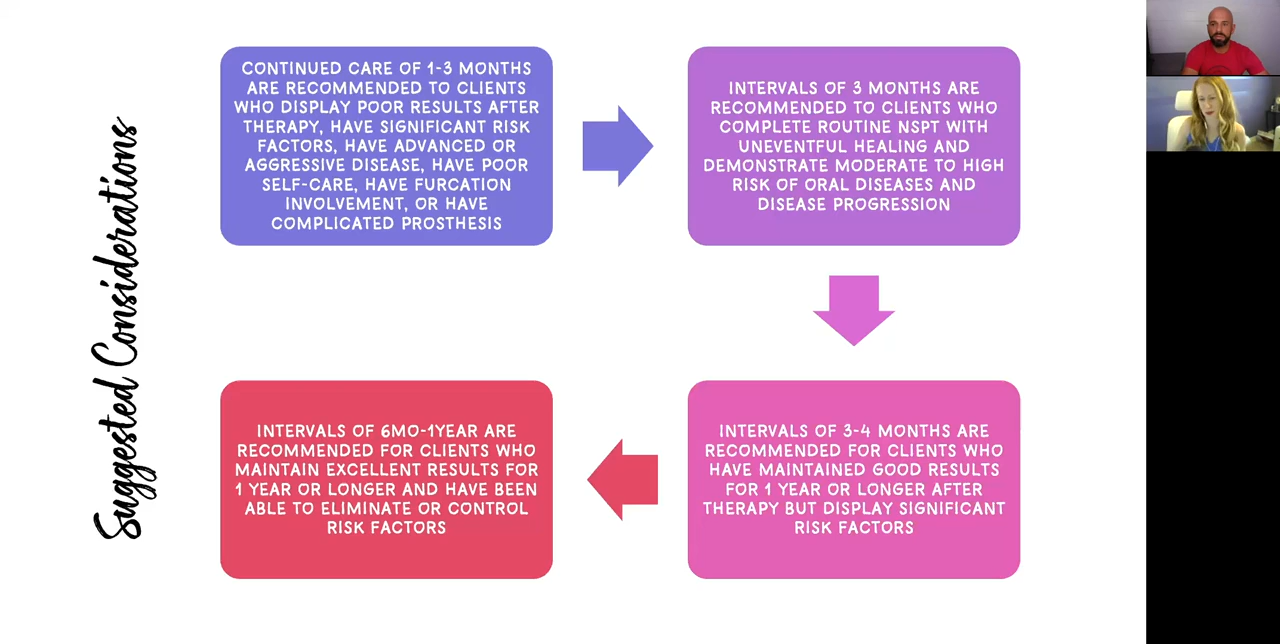 Suggested Considerations
CONTINUED CARE OF 1-3 MONTHS
ARE RECOMMENDED TO CLIENTS
WHO DISPLAY POOR RESULTS AFTER
THERAPY, HAVE SIGNIFICANT RISK
FACTORS, HAVE ADVANCED OR
AGGRESSIVE DISEASE, HAVE POOR
SELF-CARE, HAVE FURCATION
INVOLVEMENT, OR HAVE
COMPLICATED PROSTHESIS
INTERVALS OF 3 MONTHS ARE
RECOMMENDED TO CLIENTS WHO
COMPLETE ROUTINE NSPT WITH
UNEVENTFUL HEALING AND
DEMONSTRATE MODERATE TO HIGH
RISK OF ORAL DISEASES AND
DISEASE PROGRESSION
INTERVALS OF 3-4 MONTHS ARE
RECOMMENDED FOR CLIENTS WHO
HAVE MAINTAINED GOOD RESULTS
FOR 1 YEAR OR LONGER AFTER
THERAPY BUT DISPLAY SIGNIFICANT
RISK FACTORS
INTERVALS OF 6MO-1YEAR ARE
RECOMMENDED FOR CLIENTS WHO
MAINTAIN EXCELLENT RESULTS FOR
1 YEAR OR LONGER AND HAVE BEEN
ABLE TO ELIMINATE OR CONTROL
RISK FACTORS